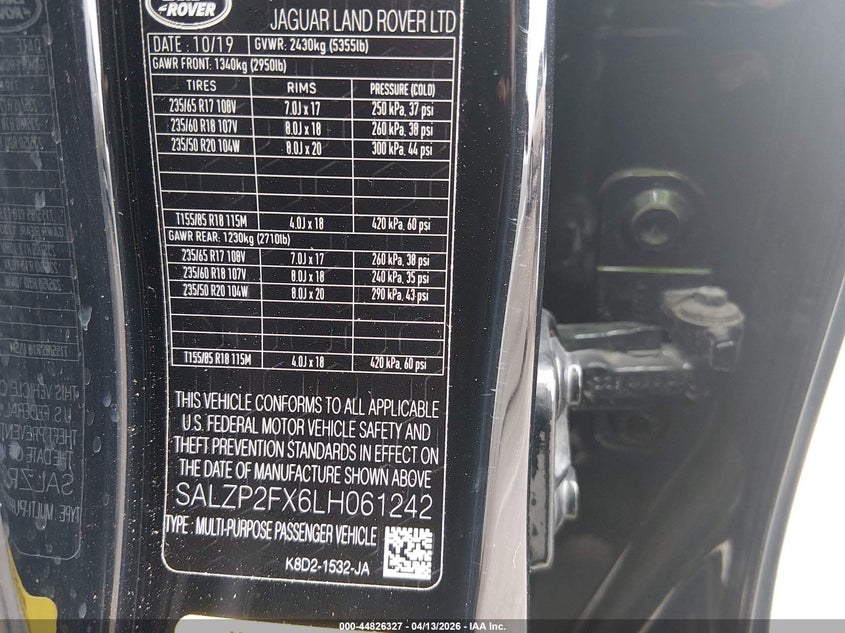 ROVER
JAGUAR LAND ROVER LTD
DATE : 10/19 GVWR: 2430kg (5355lb)
GAWR FRONT: 1340kg (2950lb)
TIRES RIMS PRESSURE (COLD)
235/65 R17 108V 7.0J x 17 250 kPa, 37 psi
235/60 R18 107V 8.0J x 18 260 kPa, 38 psi
235/50 R20 104W 8.0J x 20 300 kPa, 44 psi
T155/85 R18 115M 4.0J x 18 420 kPa, 60 psi
GAWR REAR: 1230kg (2710lb)
235/65 R17 108V 7.0J x 17 260 kPa, 38 psi
235/60 R18 107V 8.0J x 18 240 kPa, 35 psi
235/50 R20 104W 8.0J x 20 290 kPa, 43 psi
T155/85 R18 115M 4.0J x 18 420 kPa, 60 psi
THIS VEHICLE CONFORMS TO ALL APPLICABLE
U.S. FEDERAL MOTOR VEHICLE SAFETY AND
THEFT PREVENTION STANDARDS IN EFFECT ON
THE DATE OF MANUFACTURE SHOWN ABOVE
SALZP2FX6LH061242
TYPE : MULTI-PURPOSE PASSENGER VEHICLE
K8D2-1532-JA
000-44826327 - 04/13/2026 - IAA Inc.